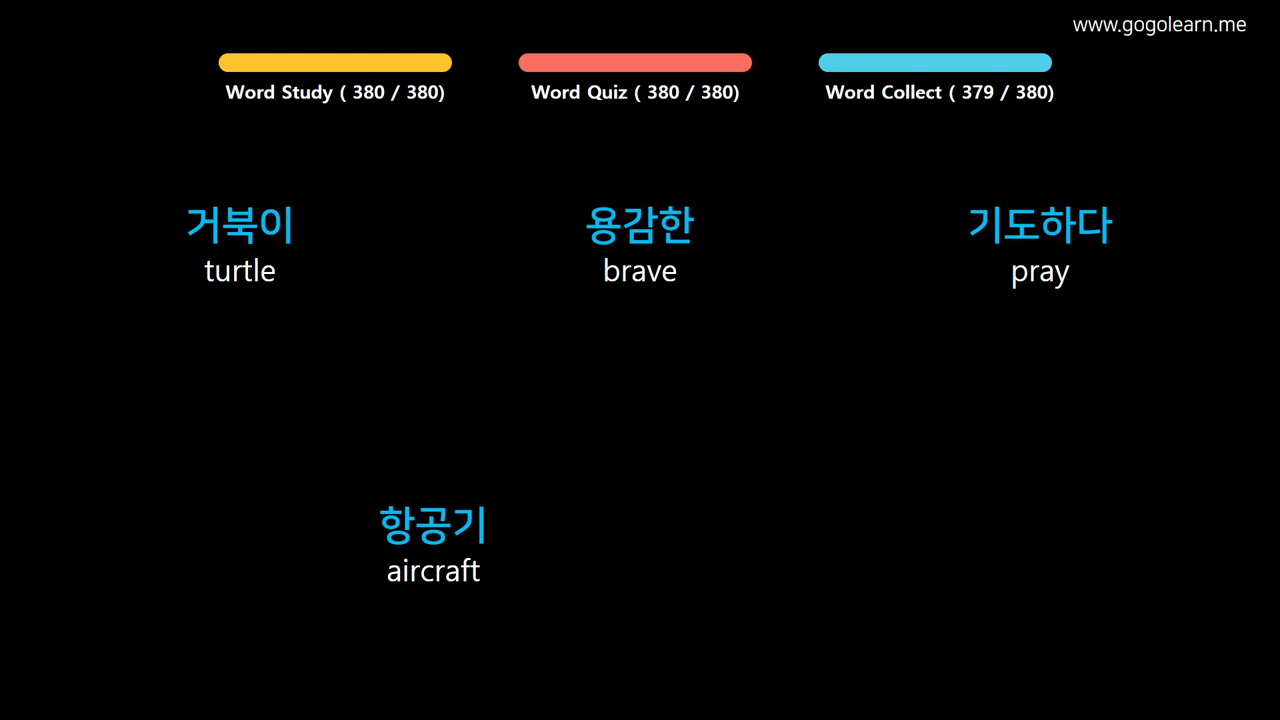 www.gogolearn.me
Word Study ( 380 / 380)
Word Quiz ( 380 / 380)
Word Collect ( 379 / 380)
거북이
turtle
용감한
brave
기도하다
pray
항공기
aircraft